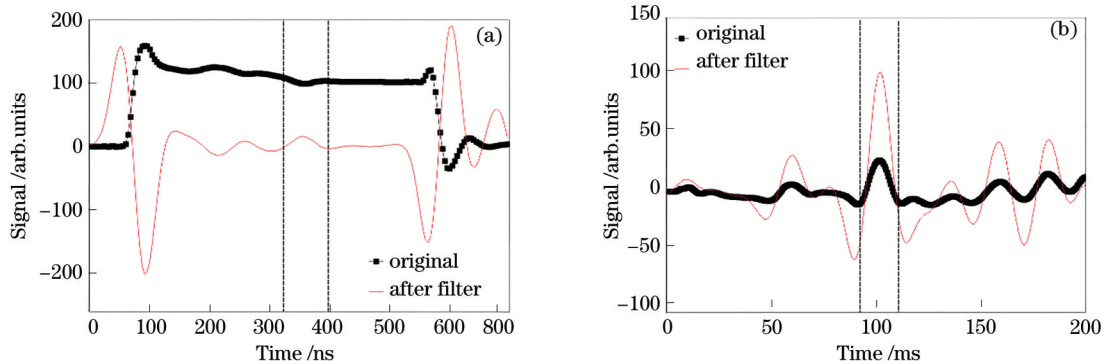 200
100
0
−100
−200
Signal /arb.units
(a)
original
after filter
0 100 200 300 400 500 600 800
Time /ns
150
100
50
0
−50
−100
Signal /arb.units
(b)
original
after filter
0 50 100 150 200
Time /ms